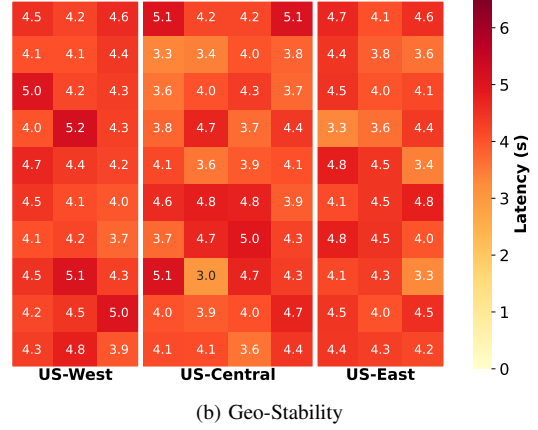 4.5 4.2 4.6 5.1 4.2 4.2 5.1 4.4 4.1 4.6
4.1 4.1 4.4 3.3 3.4 4.0 3.8 4.4 3.8 3.6
5.0 4.2 4.3 3.6 4.0 4.3 3.7 4.5 4.0 4.1
4.0 5.2 4.3 3.8 4.7 3.7 4.4 3.3 3.6 4.4
4.7 4.4 4.2 4.1 3.6 3.9 4.1 4.8 4.5 3.4
4.5 4.1 4.0 4.6 4.8 4.8 3.9 4.1 4.5 4.8
4.1 4.2 3.7 3.7 4.7 5.0 4.3 4.8 4.5 4.0
4.5 5.1 4.3 5.1 3.0 4.7 4.3 4.1 4.3 3.3
4.2 4.5 5.0 4.0 3.9 4.0 4.7 4.5 4.0 4.5
4.3 4.8 3.9 4.1 4.1 3.6 4.4 4.4 4.3 4.2
US-West US-Central US-East
6
5
4
3
2
1
0
Latency (s)
(b) Geo-Stability